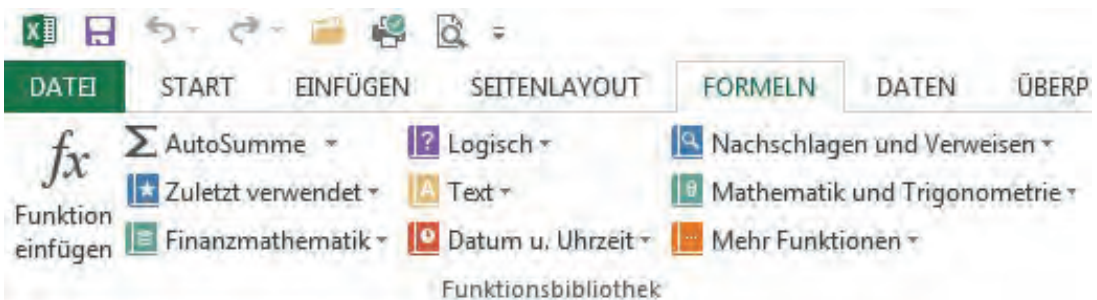 DATEI START EINFÜGEN SEITENLAYOUT FORMELN DATEN ÜBERP
fx
Funktion
einfügen
AutoSumme
Zuletzt verwendet
Finanzmathematik
Logisch
Text
Datum u. Uhrzeit
Nachschlagen und Verweisen
Mathematik und Trigonometrie
Mehr Funktionen
Funktionsbibliothek